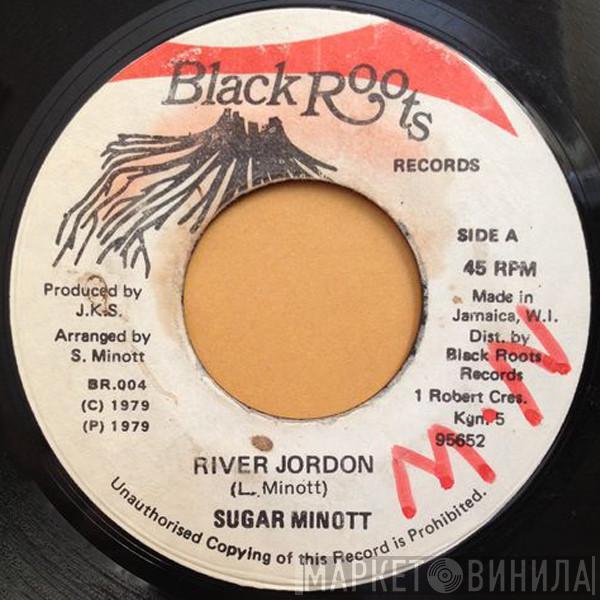 Black Roots
RECORDS
SIDE A
45 RPM
Produced by
J.K.S.
Arranged by
S. Minott
BR.004
(C) 1979
(P) 1979
Made in
Jamaica, W.I.
Dist. by
Black Roots
Records
1 Robert Cres.
Kgn. 5
95652
M.N
RIVER JORDON
(L. Minott)
SUGAR MINOTT
Unauthorised Copying of this Record is Prohibited.
МАРКЕТ ВИНИЛА